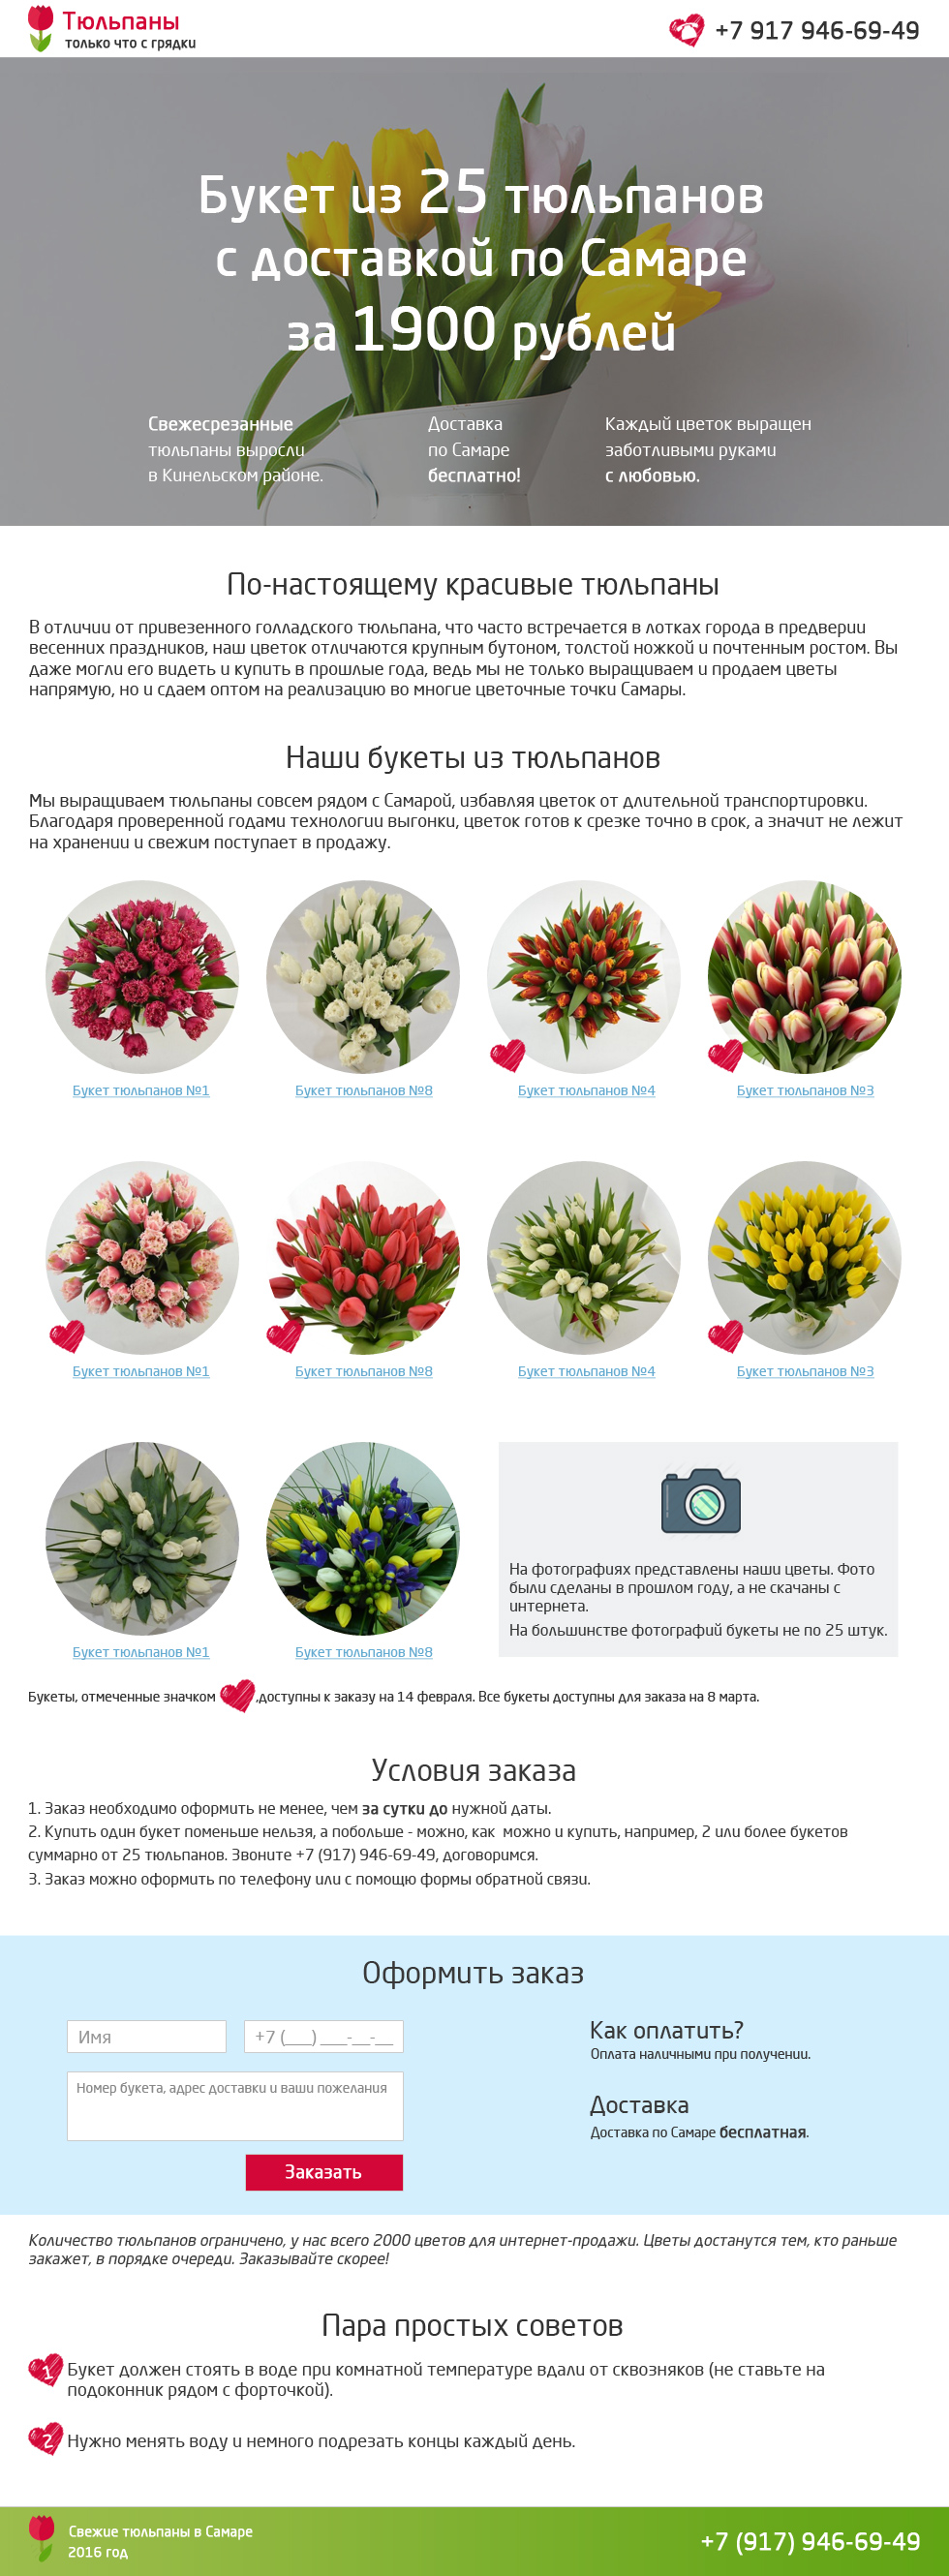 Тюльпаны
только что с грядки
+7 917 946-69-49
Букет из 25 тюльпанов
с доставкой по Самаре
за 1900 рублей
Свежесрезанные
тюльпаны выросли
в Кинельском районе.
Доставка
по Самаре
бесплатно!
Каждый цветок выращен
заботливыми руками
с любовью.
По-настоящему красивые тюльпаны
В отличии от привезенного голладского тюльпана, что часто встречается в лотках города в предверии
весенних праздников, наш цветок отличаются крупным бутоном, толстой ножкой и почтенным ростом. Вы
даже могли его видеть и купить в прошлые года, ведь мы не только выращиваем и продаем цветы
напрямую, но и сдаем оптом на реализацию во многие цветочные точки Самары.
Наши букеты из тюльпанов
Мы выращиваем тюльпаны совсем рядом с Самарой, избавляя цветок от длительной транспортировки.
Благодаря проверенной годами технологии выгонки, цветок готов к срезке точно в срок, а значит не лежит
на хранении и свежим поступает в продажу.
Букет тюльпанов №1
Букет тюльпанов №8
Букет тюльпанов №4
Букет тюльпанов №3
Букет тюльпанов №1
Букет тюльпанов №8
Букет тюльпанов №4
Букет тюльпанов №3
Букет тюльпанов №1
Букет тюльпанов №8
На фотографиях представлены наши цветы. Фото
были сделаны в прошлом году, а не скачаны с
интернета.
На большинстве фотографий букеты не по 25 штук.
Букеты, отмеченные значком ,доступны к заказу на 14 февраля. Все букеты доступны для заказа на 8 марта.
Условия заказа
1. Заказ необходимо оформить не менее, чем за сутки до нужной даты.
2. Купить один букет поменьше нельзя, а побольше - можно, как можно и купить, например, 2 или более букетов
суммарно от 25 тюльпанов. Звоните +7 (917) 946-69-49, договоримся.
3. Заказ можно оформить по телефону или с помощю формы обратной связи.
Оформить заказ
Имя
+7 (___) ___-__-__
Номер букета, адрес доставки и ваши пожелания
Заказать
Как оплатить?
Оплата наличными при получении.
Доставка
Доставка по Самаре бесплатная.
Количество тюльпанов ограничено, у нас всего 2000 цветов для интернет-продажи. Цветы достанутся тем, кто раньше
закажет, в порядке очереди. Заказывайте скорее!
Пара простых советов
1 Букет должен стоять в воде при комнатной температуре вдали от сквозняков (не ставьте на
подоконник рядом с форточкой).
2 Нужно менять воду и немного подрезать концы каждый день.
Свежие тюльпаны в Самаре
2016 год
+7 (917) 946-69-49